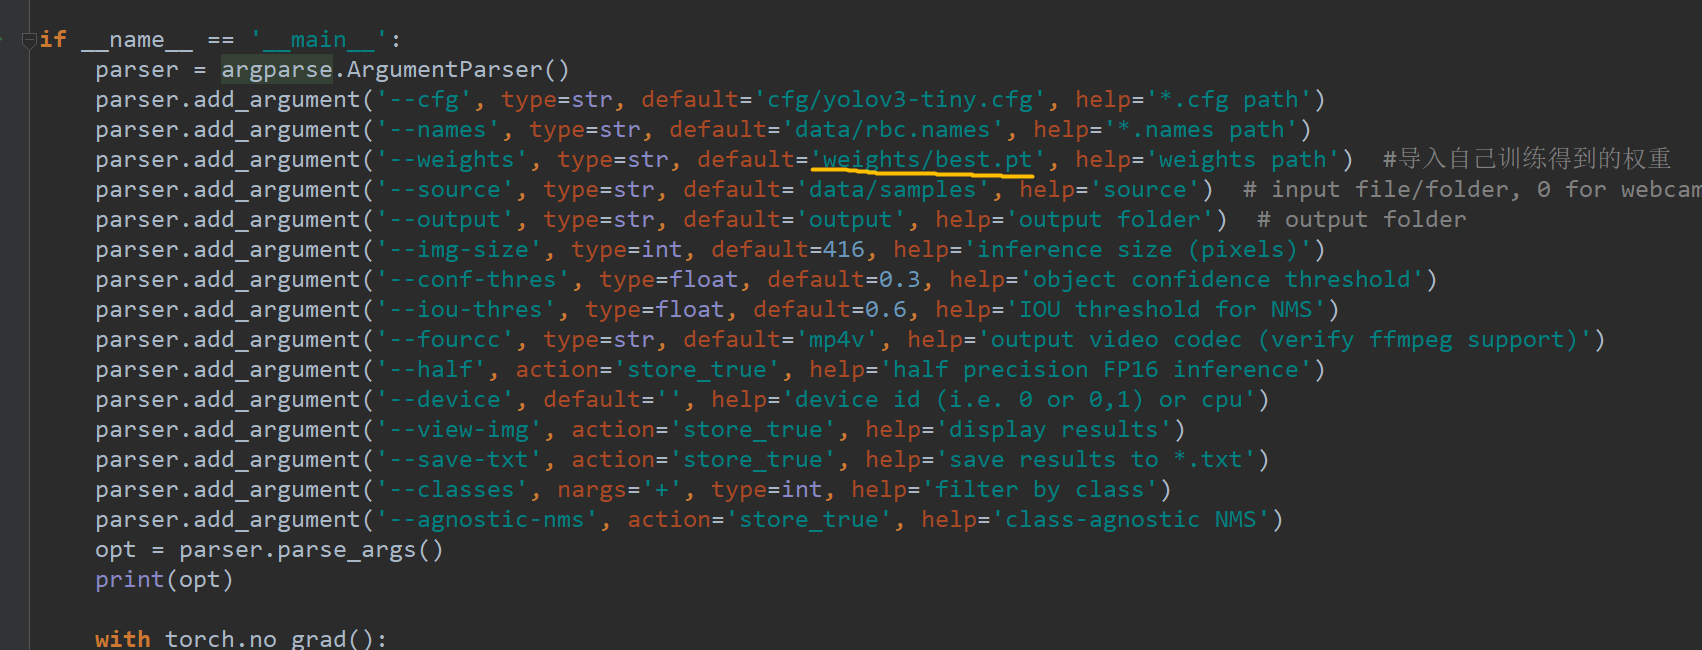 if __name__ == '__main__':
    parser = argparse.ArgumentParser()
    parser.add_argument('--cfg', type=str, default='cfg/yolov3-tiny.cfg', help='*.cfg path')
    parser.add_argument('--names', type=str, default='data/rbc.names', help='*.names path')
    parser.add_argument('--weights', type=str, default='weights/best.pt', help='weights path')  #导入自己训练得到的权重
    parser.add_argument('--source', type=str, default='data/samples', help='source')  # input file/folder, 0 for webcam
    parser.add_argument('--output', type=str, default='output', help='output folder')  # output folder
    parser.add_argument('--img-size', type=int, default=416, help='inference size (pixels)')
    parser.add_argument('--conf-thres', type=float, default=0.3, help='object confidence threshold')
    parser.add_argument('--iou-thres', type=float, default=0.6, help='IOU threshold for NMS')
    parser.add_argument('--fourcc', type=str, default='mp4v', help='output video codec (verify ffmpeg support)')
    parser.add_argument('--half', action='store_true', help='half precision FP16 inference')
    parser.add_argument('--device', default='', help='device id (i.e. 0 or 0,1) or cpu')
    parser.add_argument('--view-img', action='store_true', help='display results')
    parser.add_argument('--save-txt', action='store_true', help='save results to *.txt')
    parser.add_argument('--classes', nargs='+', type=int, help='filter by class')
    parser.add_argument('--agnostic-nms', action='store_true', help='class-agnostic NMS')
    opt = parser.parse_args()
    print(opt)
    with torch.no_grad():